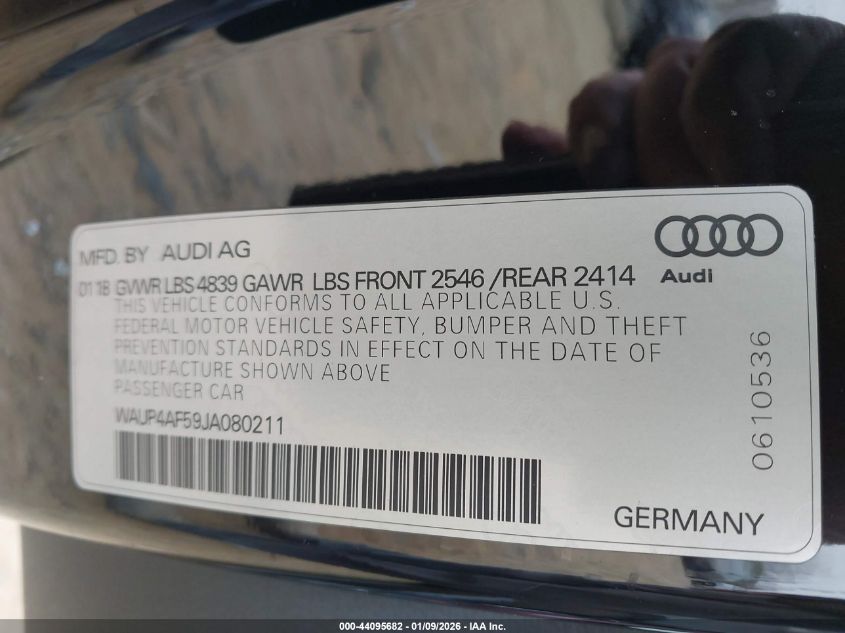 MFD. BY AUDI AG
01 18 GVWR LBS 4839 GAWR LBS FRONT 2546 /REAR 2414
THIS VEHICLE CONFORMS TO ALL APPLICABLE U.S.
FEDERAL MOTOR VEHICLE SAFETY, BUMPER AND THEFT
PREVENTION STANDARDS IN EFFECT ON THE DATE OF
MANUFACTURE SHOWN ABOVE
PASSENGER CAR
WAUP4AF59JA080211
Audi
0610536
GERMANY
000-44095682 - 01/09/2026 - IAA Inc.